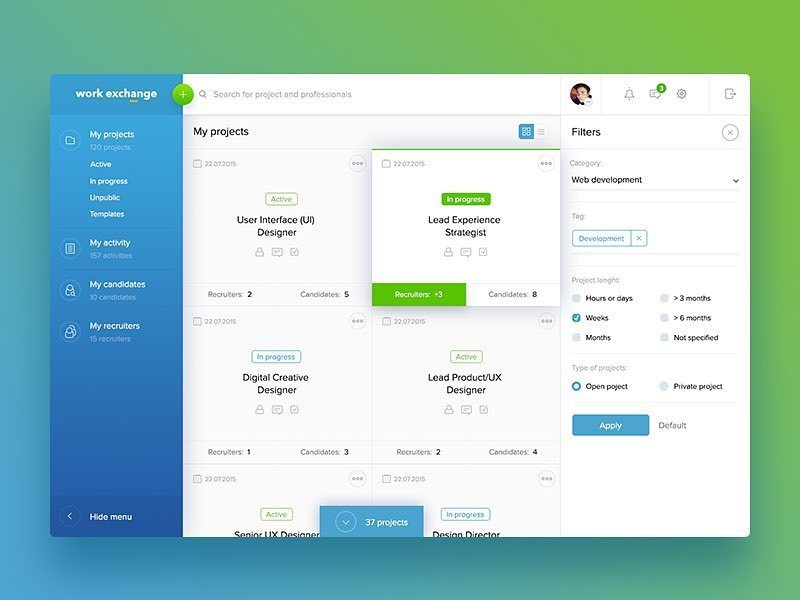 work exchange
+
Search for project and professionals
3
My projects
120 projects
Active
In progress
Unpublic
Templates
My activity
157 activities
My candidates
10 candidates
My recruiters
15 recruiters
Hide menu
My projects
22.07.2015
Active
User Interface (UI)
Designer
Recruiters: 2
Candidates: 5
22.07.2015
In progress
Lead Experience
Strategist
Recruiters: +3
Candidates: 8
22.07.2015
In progress
Digital Creative
Designer
Recruiters: 1
Candidates: 3
22.07.2015
Active
Lead Product/UX
Designer
Recruiters: 2
Candidates: 4
22.07.2015
Active
Senior UX Designer
22.07.2015
In progress
Design Director
37 projects
Filters
Category:
Web development
Tag:
Development
Project lenght:
Hours or days
> 3 months
Weeks
> 6 months
Months
Not specified
Type of projects:
Open poject
Private project
Apply
Default